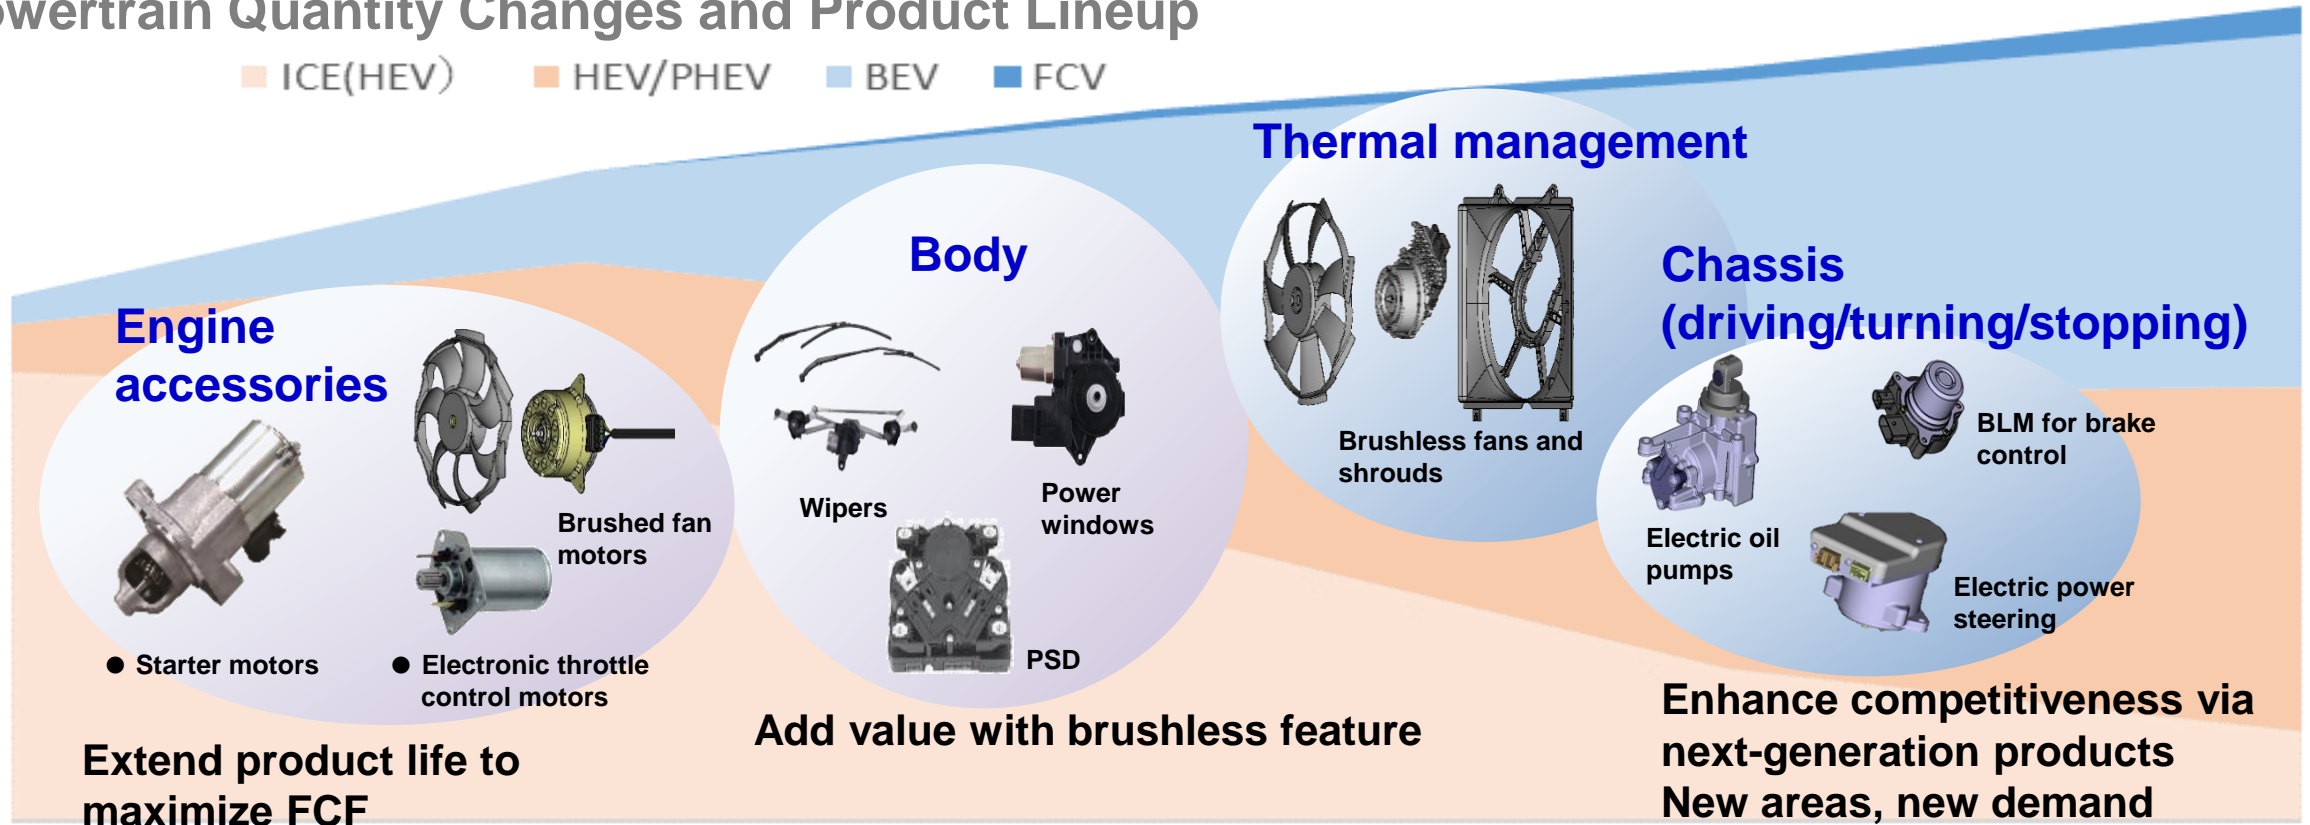 owertrain Quantity Changes and Product Lineup
ICE(HEV) HEV/PHEV BEV FCV
Thermal management
Body
Chassis
(driving/turning/stopping)
Engine
accessories
Brushless fans and
shrouds
BLM for brake
control
Wipers
Power
windows
Brushed fan
motors
Electric oil
pumps
Electric power
steering
● Starter motors
● Electronic throttle
control motors
PSD
Add value with brushless feature
Enhance competitiveness via
next-generation products
New areas, new demand
Extend product life to
maximize FCF